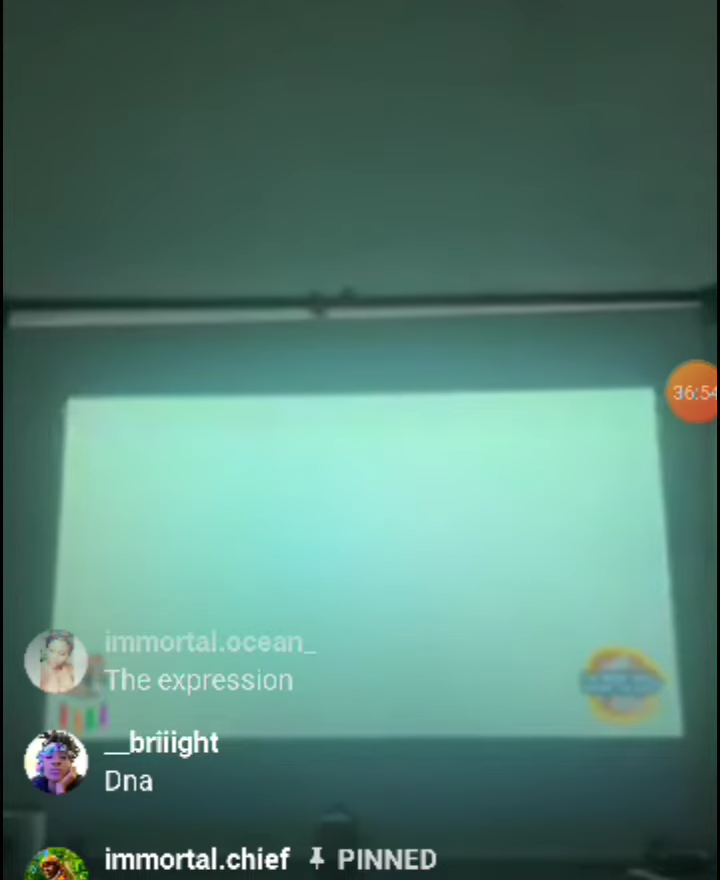 36:54
immortal.ocean_
The expression
__briiight
Dna
immortal.chief PINNED